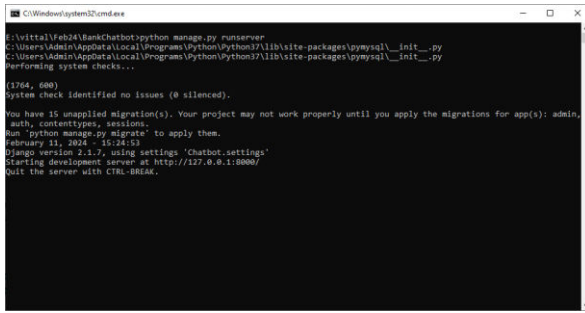 C:\Windows\system32\cmd.exe
E:\vittal\Feb24\BankChatbot>python manage.py runserver
C:\Users\Admin\AppData\Local\Programs\Python\Python37\lib\site-packages\pymysql\__init__.py
C:\Users\Admin\AppData\Local\Programs\Python\Python37\lib\site-packages\pymysql\__init__.py
Performing system checks...
(1764, 600)
System check identified no issues (0 silenced).
You have 15 unapplied migration(s). Your project may not work properly until you apply the migrations for app(s): admin,
auth, contenttypes, sessions.
Run 'python manage.py migrate' to apply them.
February 11, 2024 - 15:24:53
Django version 2.1.7, using settings 'Chatbot.settings'
Starting development server at http://127.0.0.1:8000/
Quit the server with CTRL-BREAK.